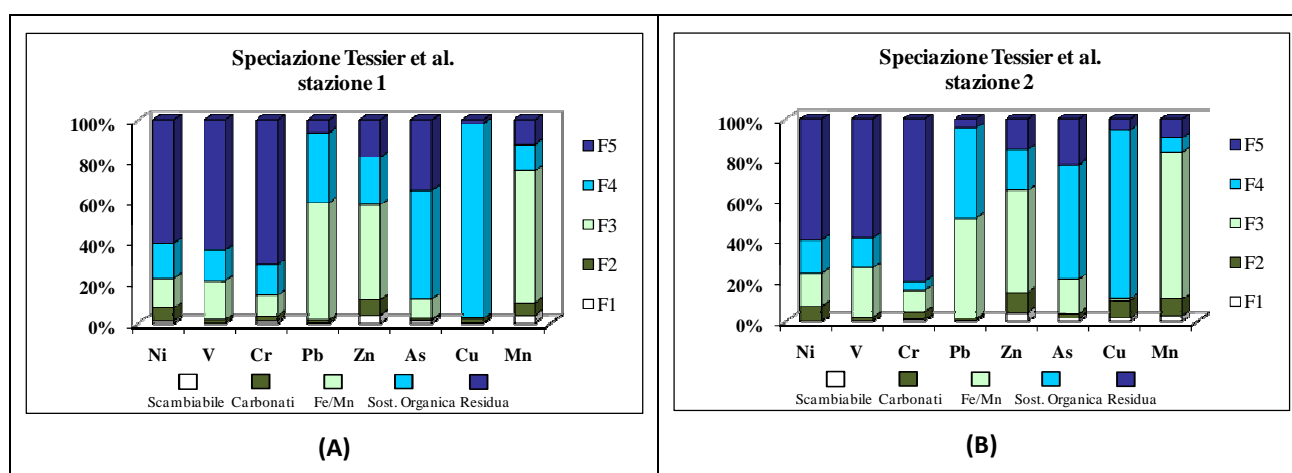 Speciazione Tessier et al.
stazione 1
100%
80%
60%
40%
20%
0%
Ni V Cr Pb Zn As Cu Mn
F5
F4
F3
F2
F1
Scambiabile Carbonati Fe/Mn Sost. Organica Residua
(A)
Speciazione Tessier et al.
stazione 2
100%
80%
60%
40%
20%
0%
Ni V Cr Pb Zn As Cu Mn
F5
F4
F3
F2
F1
Scambiabile Carbonati Fe/Mn Sost. Organica Residua
(B)